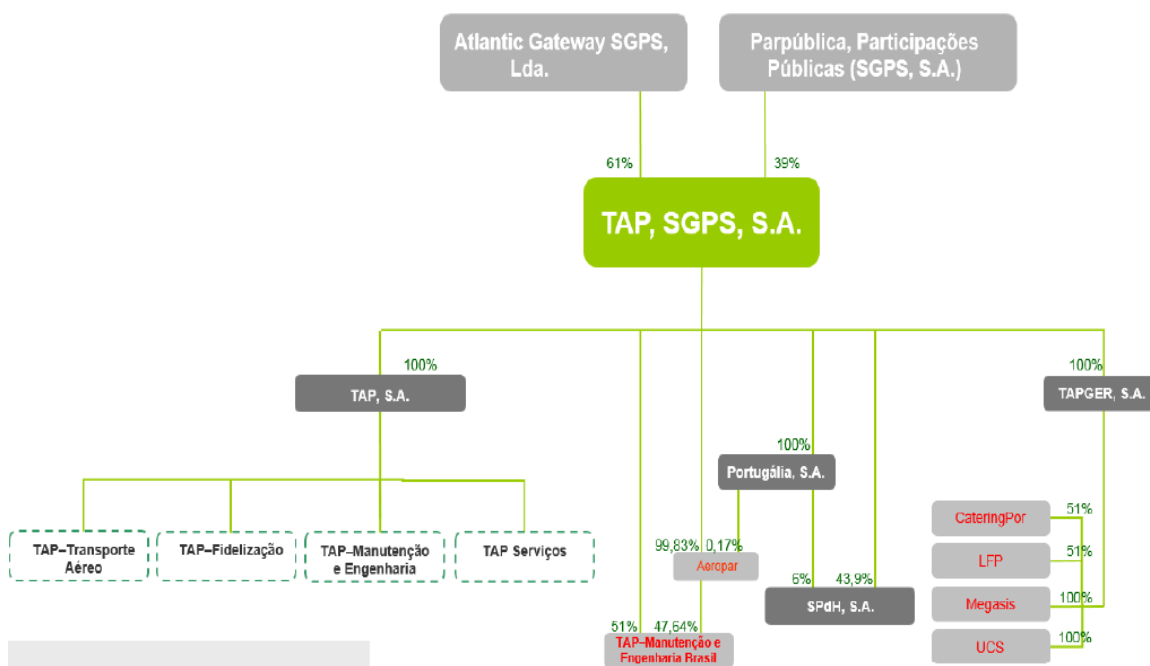 Atlantic Gateway SGPS,
Lda.
Parpública, Participações
Públicas (SGPS, S.A.)
61%
39%
TAP, SGPS, S.A.
100%
TAP, S.A.
100%
TAPGER, S.A.
100%
Portugália, S.A.
TAP–Transporte
Aéreo
TAP–Fidelização
TAP–Manutenção
e Engenharia
TAP Serviços
99,83%
0,17%
Aeropar
6%
43,9%
SPdH, S.A.
51%
47,64%
TAP–Manutenção e
Engenharia Brasil
CateringPor
51%
LFP
51%
Megasis
100%
UCS
100%